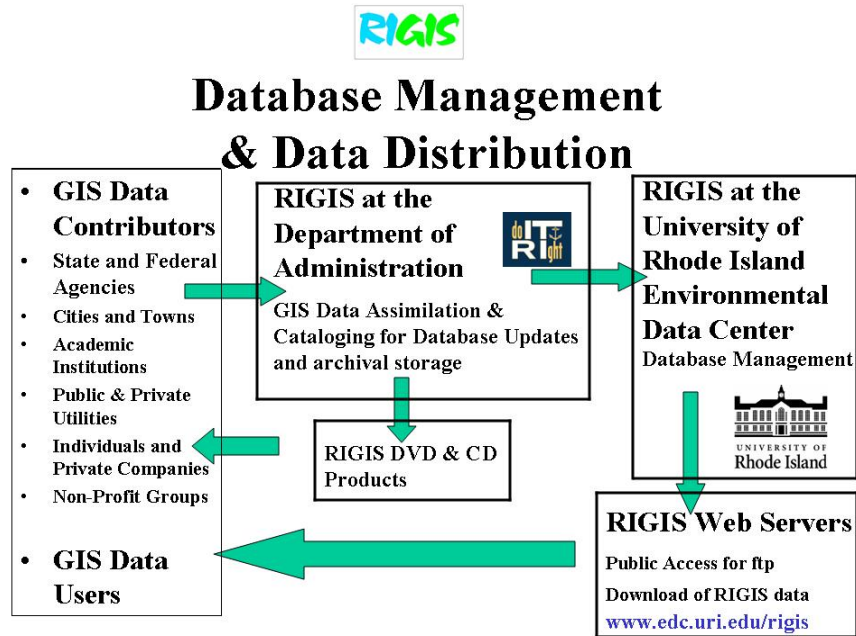 RIGIS
Database Management
& Data Distribution
• GIS Data
Contributors
• State and Federal
Agencies
• Cities and Towns
• Academic
Institutions
• Public & Private
Utilities
• Individuals and
Private Companies
• Non-Profit Groups
• GIS Data
Users
RIGIS at the
Department of
Administration
do IT
RIght
GIS Data Assimilation &
Cataloging for Database Updates
and archival storage
RIGIS DVD & CD
Products
RIGIS at the
University of
Rhode Island
Environmental
Data Center
Database Management
UNIVERSITY OF
Rhode Island
RIGIS Web Servers
Public Access for ftp
Download of RIGIS data
www.edc.uri.edu/rigis